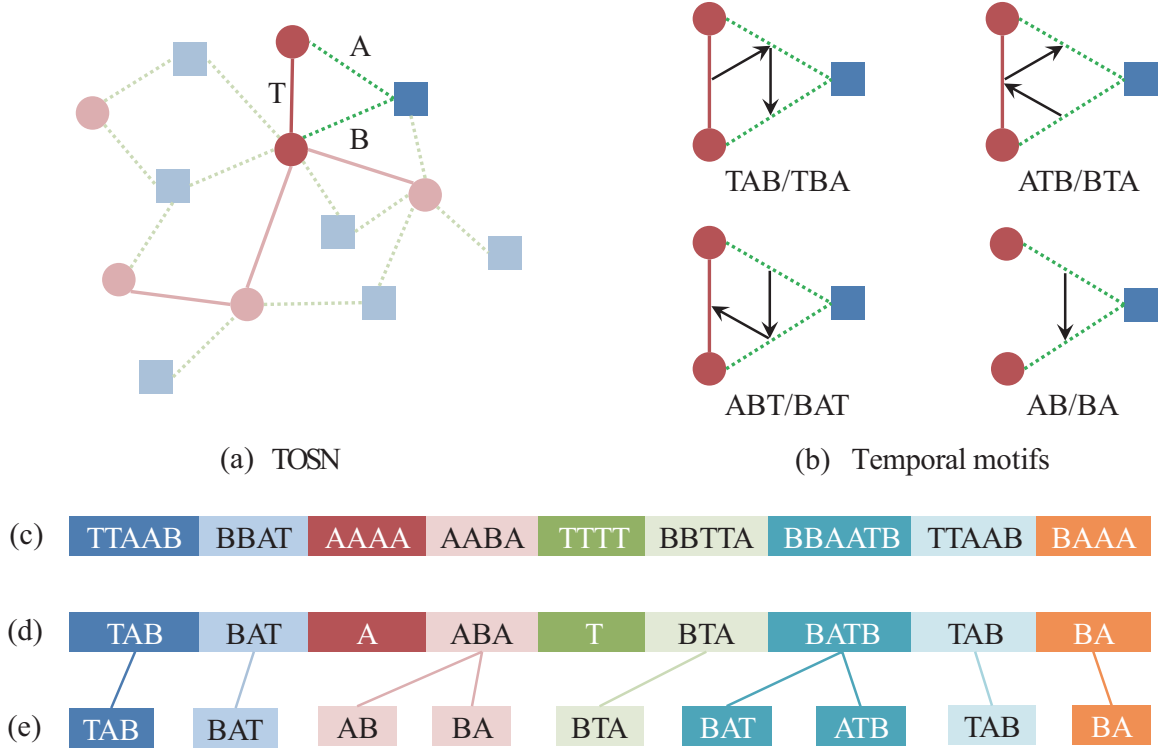 A
T
B
TAB/TBA
ATB/BTA
ABT/BAT
AB/BA
(a) TOSN
(b) Temporal motifs
(c) TTAAB BBAT AAAA AABA TTTT BBTTA BBAATB TTAAB BAAA
(d) TAB BAT A ABA T BTA BATB TAB BA
(e) TAB BAT AB BA BTA BAT ATB TAB BA